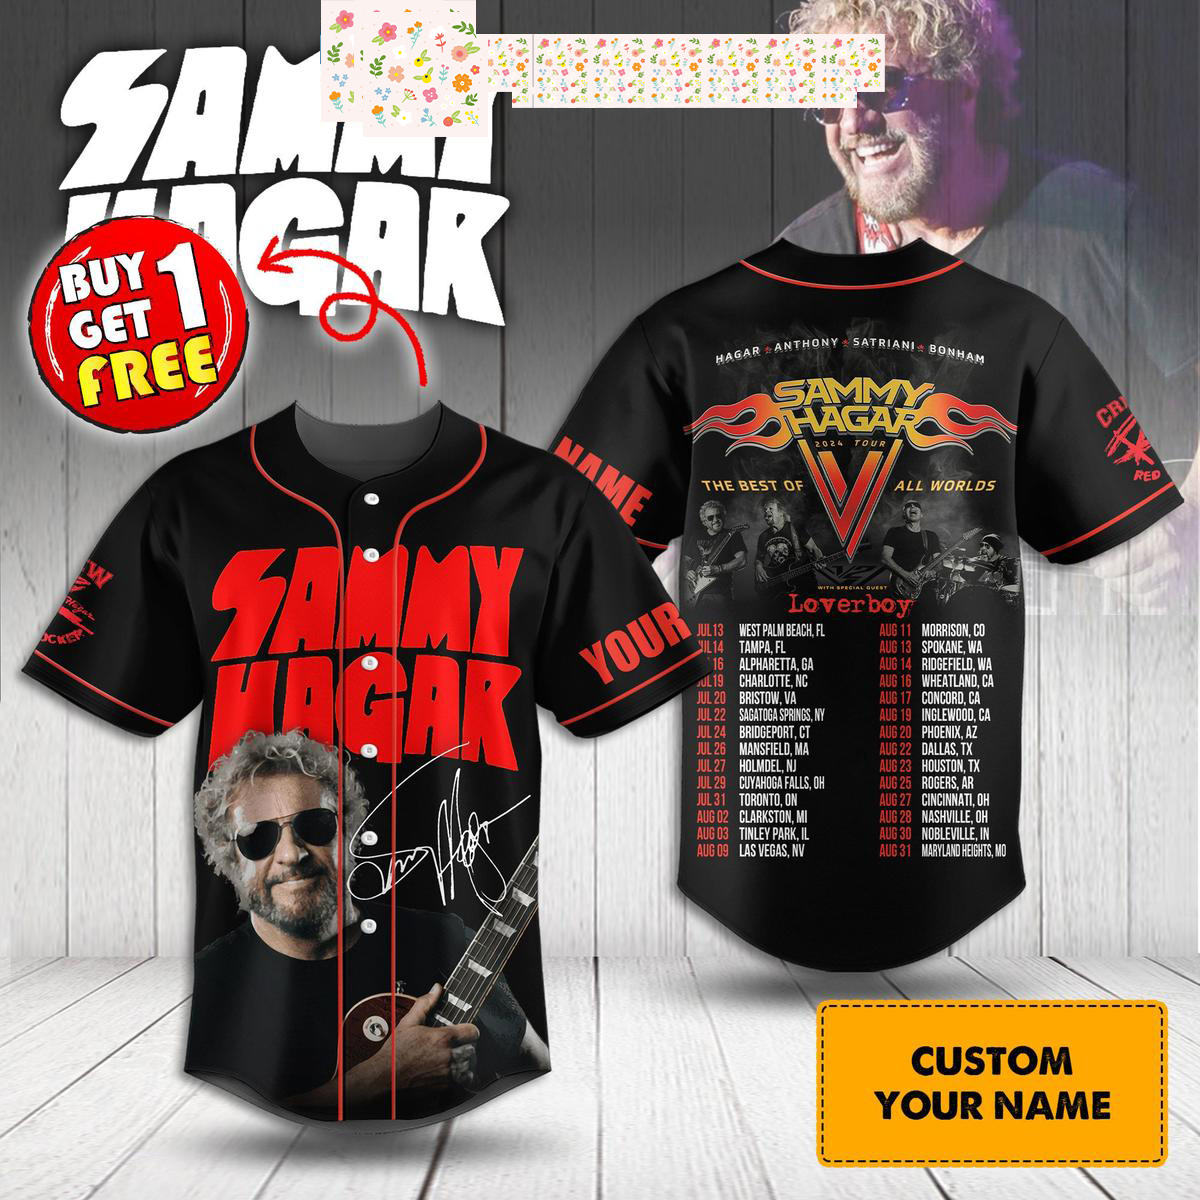 SAMMY
HAGAR
BUY
GET 1
FREE
HAGAR ★ ANTHONY ★ SATRIANI ★ BONHAM
SAMMY
HAGAR
2024 TOUR
THE BEST OF ALL WORLDS
WITH SPECIAL GUEST
Loverboy
JUL 13 WEST PALM BEACH, FL
JUL 14 TAMPA, FL
16 ALPHARETTA, GA
JUL 19 CHARLOTTE, NC
JUL 20 BRISTOW, VA
JUL 22 SAGATOGA SPRINGS, NY
JUL 24 BRIDGEPORT, CT
JUL 26 MANSFIELD, MA
JUL 27 HOLMDEL, NJ
JUL 29 CUYAHOGA FALLS, OH
JUL 31 TORONTO, ON
AUG 02 CLARKSTON, MI
AUG 03 TINLEY PARK, IL
AUG 09 LAS VEGAS, NV
AUG 11 MORRISON, CO
AUG 13 SPOKANE, WA
AUG 14 RIDGEFIELD, WA
AUG 16 WHEATLAND, CA
AUG 17 CONCORD, CA
AUG 19 INGLEWOOD, CA
AUG 20 PHOENIX, AZ
AUG 22 DALLAS, TX
AUG 23 HOUSTON, TX
AUG 25 ROGERS, AR
AUG 27 CINCINNATI, OH
AUG 28 NASHVILLE, OH
AUG 30 NOBLEVILLE, IN
AUG 31 MARYLAND HEIGHTS, MO
NAME
RED
SAMMY
HAGAR
YOUR
CUSTOM
YOUR NAME